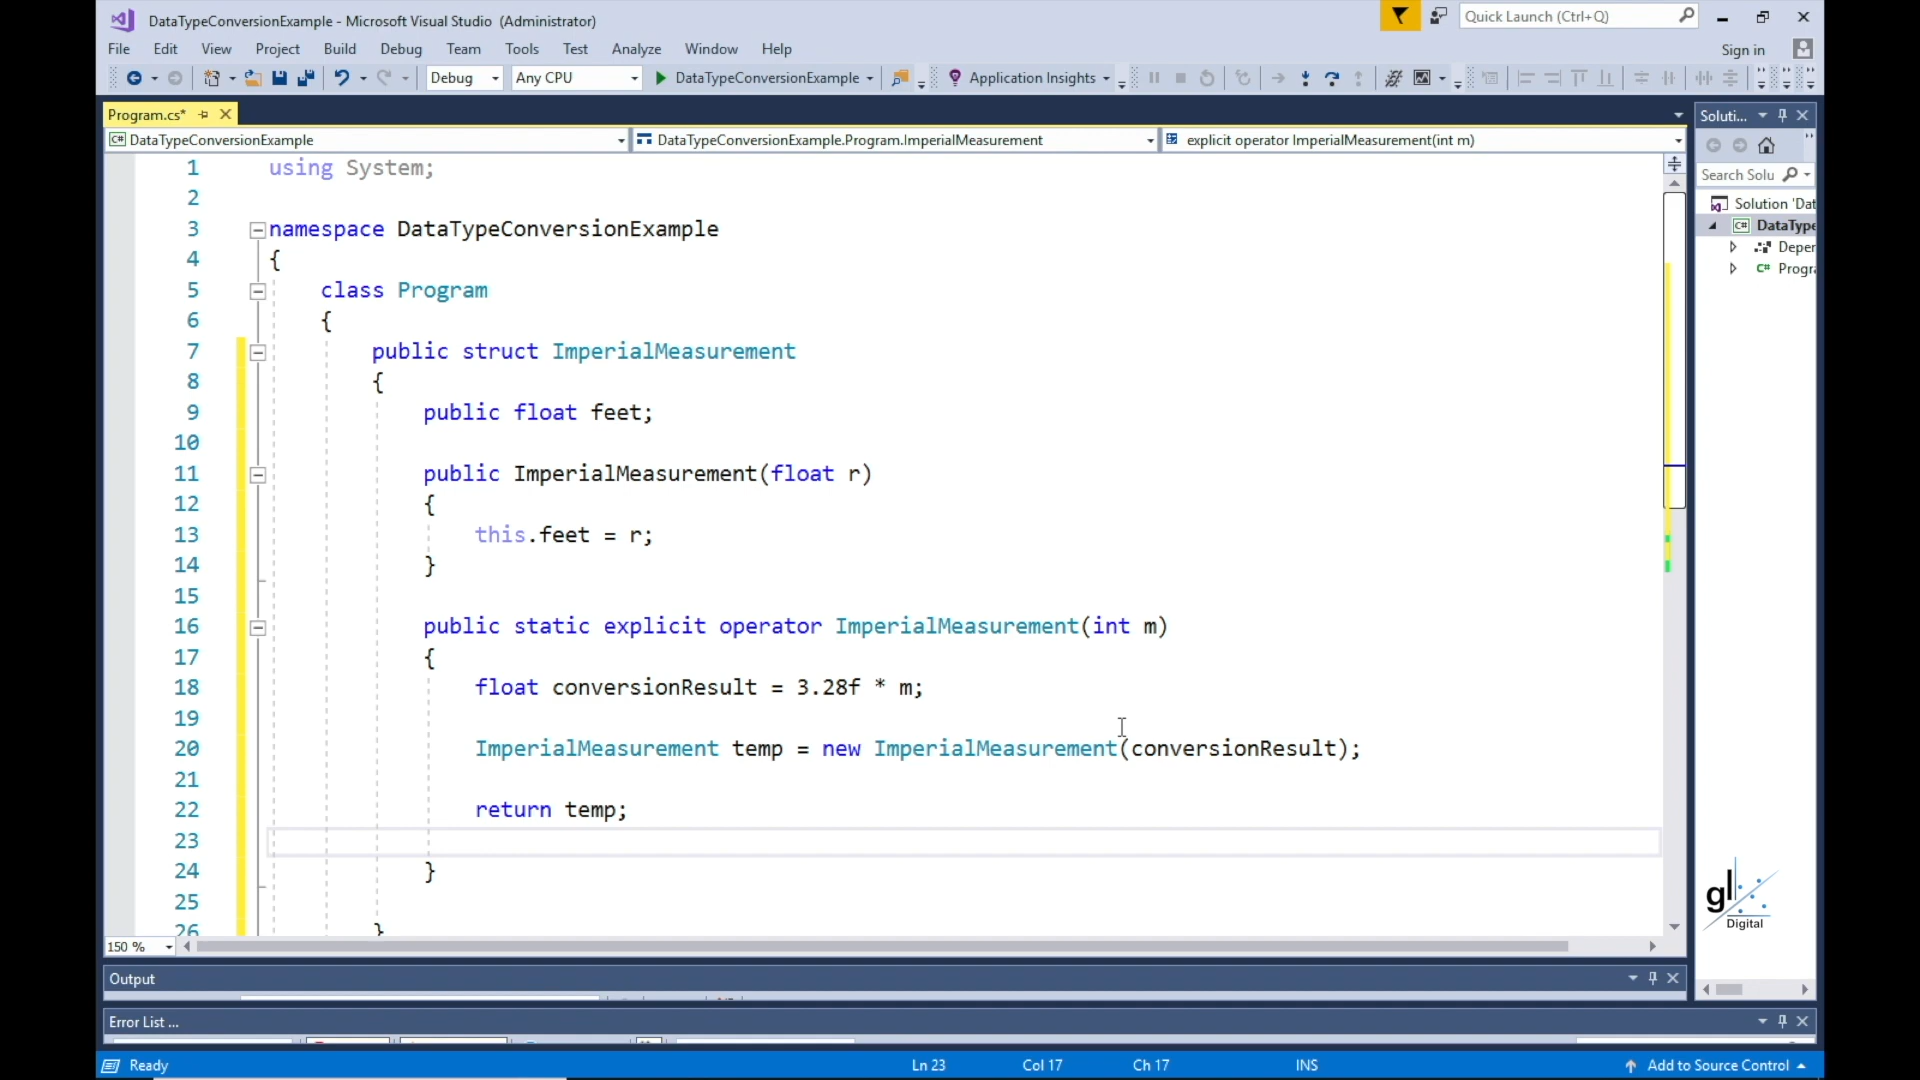 DataTypeConversionExample - Microsoft Visual Studio (Administrator)
Quick Launch (Ctrl+Q)
File Edit View Project Build Debug Team Tools Test Analyze Window Help
Sign in
Debug Any CPU DataTypeConversionExample Application Insights
Program.cs*
Soluti...
DataTypeConversionExample DataTypeConversionExample.Program.ImperialMeasurement explicit operator ImperialMeasurement(int m)
Search Solu
Solution 'Dat
DataType
Deper
Progra
1 using System;
2
3 namespace DataTypeConversionExample
4 {
5 class Program
6 {
7 public struct ImperialMeasurement
8 {
9 public float feet;
10
11 public ImperialMeasurement(float r)
12 {
13 this.feet = r;
14 }
15
16 public static explicit operator ImperialMeasurement(int m)
17 {
18 float conversionResult = 3.28f * m;
19
20 ImperialMeasurement temp = new ImperialMeasurement(conversionResult);
21
22 return temp;
23
24 }
25
26 }
gl
Digital
150 %
Output
Error List ...
Ready Ln 23 Col 17 Ch 17 INS Add to Source Control